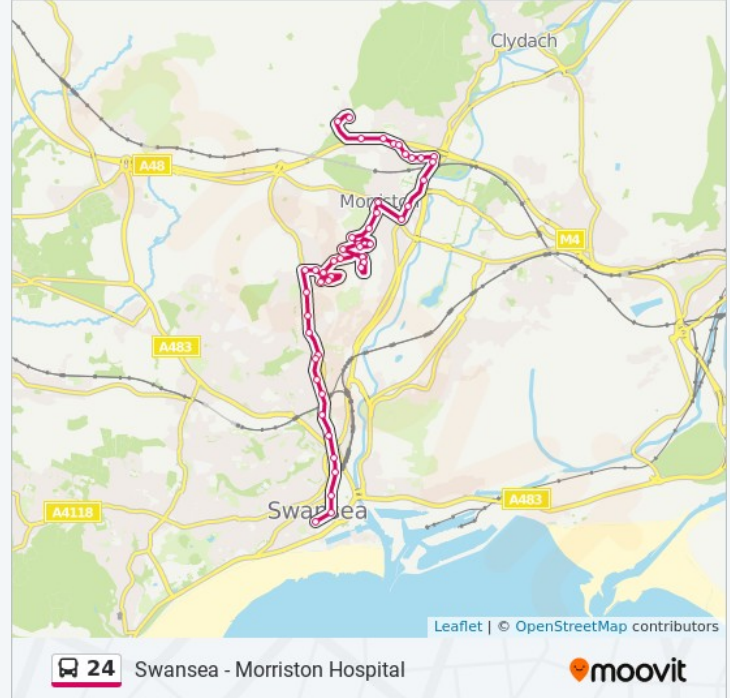 Clydach
A48
Morriston
M4
A483
A4118
Swansea
A483
Leaflet | © OpenStreetMap contributors
24 Swansea - Morriston Hospital
moovit